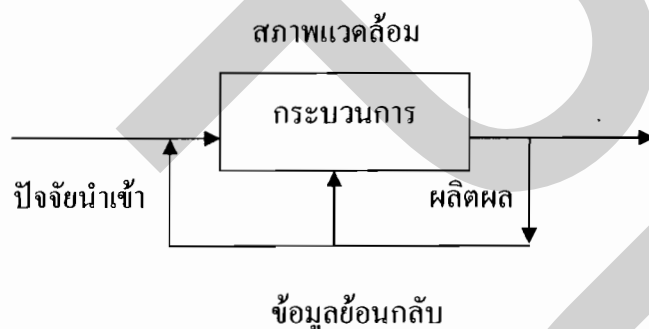 สภาพแวดล้อม
กระบวนการ
ปัจจัยนำเข้า
ผลิตผล
ข้อมูลย้อนกลับ